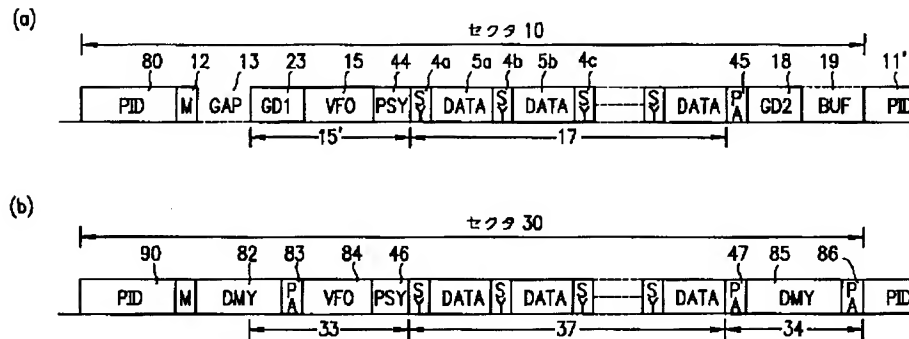 (a)
セクタ 10
80 12 13 23 15 44 4a 5a 4b 5b 4c 45 18 19 11'
PID M GAP GD1 VFO PSY SY DATA SY DATA SY SY DATA PA GD2 BUF PID
15' 17
(b)
セクタ 30
90 82 83 84 46 47 85 86
PID M DMY PA VFO PSY SY DATA SY DATA SY SY DATA PA DMY PA PID
33 37 34